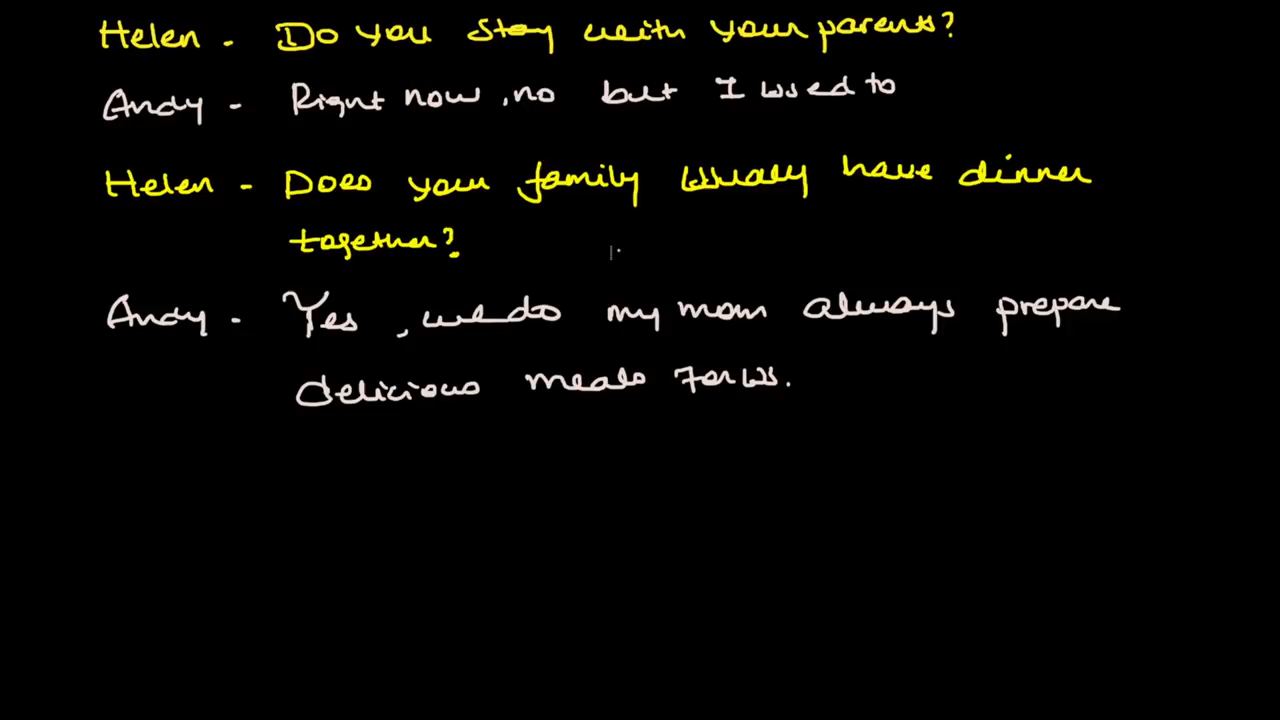 Helen - Do you stay with your parents?
Andy - Right now, no but I used to
Helen - Does your family usualy have dinner
together?
Andy - Yes, we do my mom always prepare
delicious meals for us.